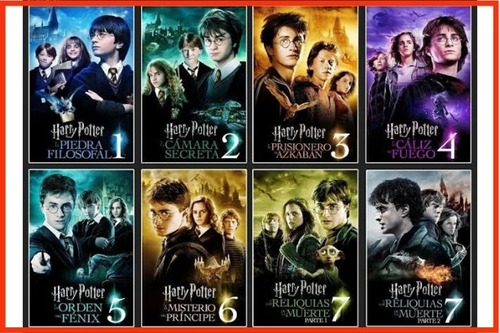 Harry Potter
Y LA PIEDRA
FILOSOFAL
1
Harry Potter
Y LA CÁMARA
SECRETA
2
Harry Potter
Y EL PRISIONERO
DE AZKABAN
3
Harry Potter
Y EL CÁLIZ
DE FUEGO
4
Harry Potter
Y LA ORDEN
DEL FÉNIX
5
Harry Potter
Y EL MISTERIO
DEL PRÍNCIPE
6
Harry Potter
Y LAS RELIQUIAS
DE LA MUERTE
PARTE 1
7
Harry Potter
Y LAS RELIQUIAS
DE LA MUERTE
PARTE 2
7